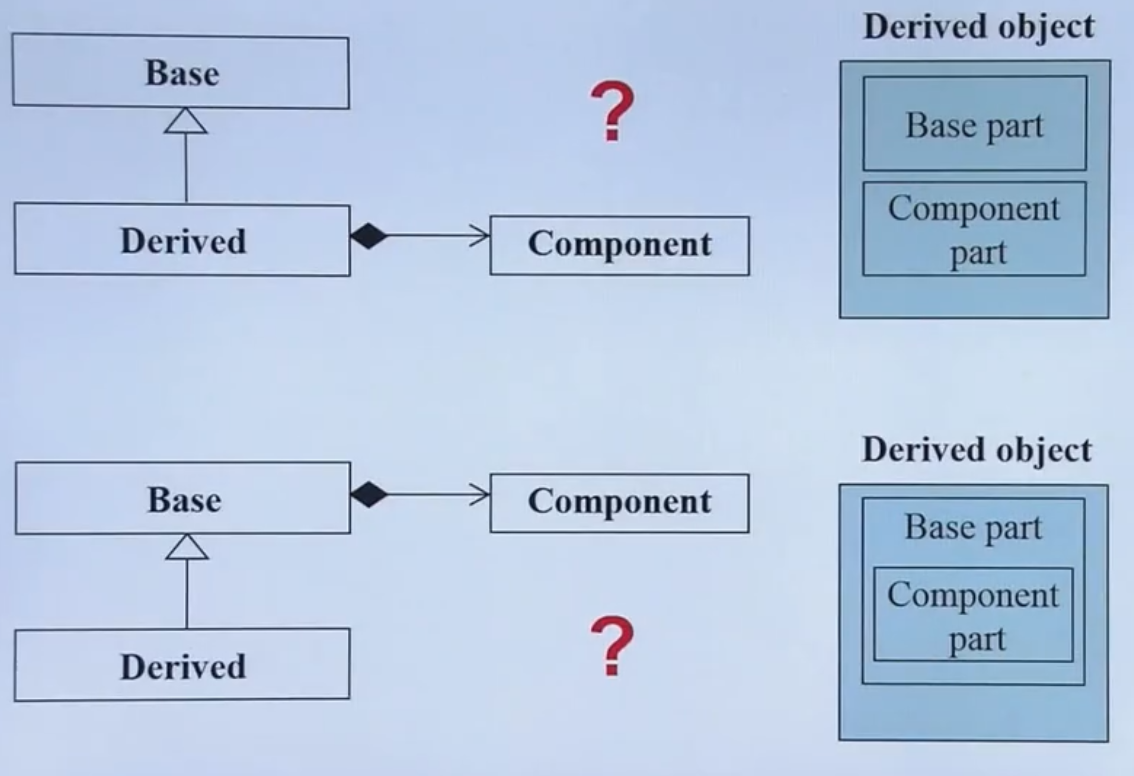 Derived object
Base
?
Base part
Derived
Component
Component
part
Derived object
Base
Component
Base part
Component
part
Derived
?